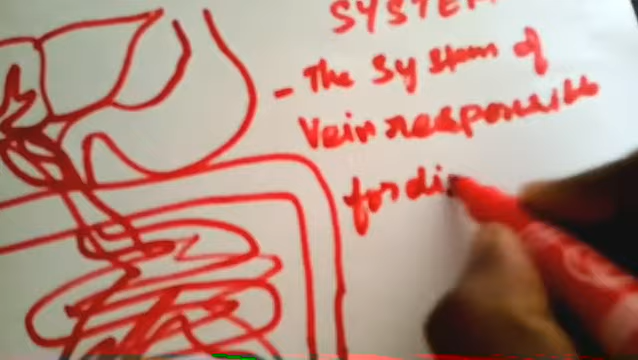 SYSTEM
- The System of
Vein responsible
for di